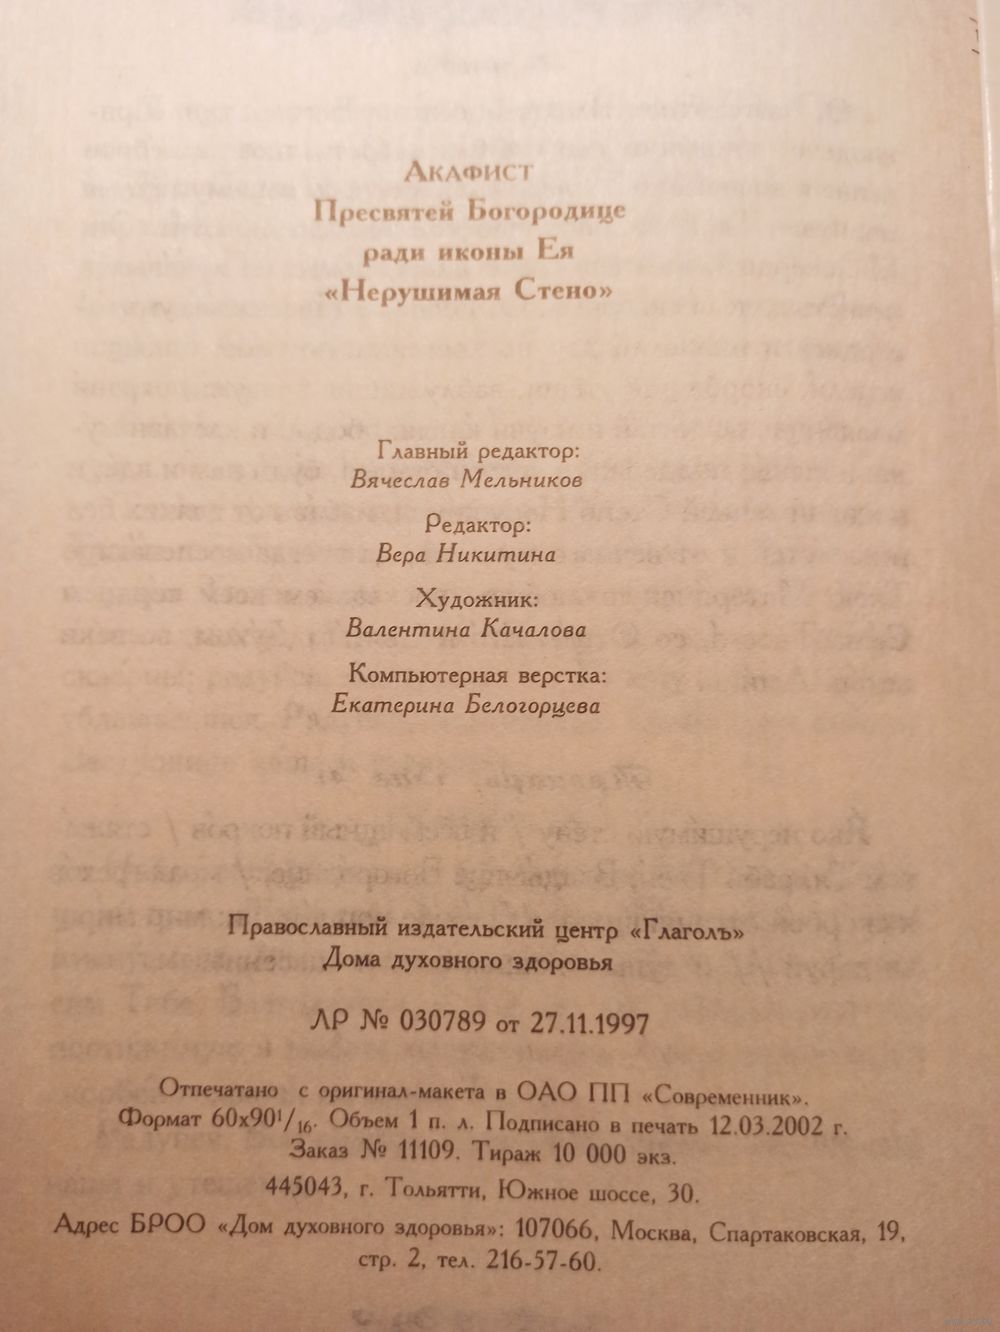 Акафист
Пресвятей Богородице
ради иконы Ея
«Нерушимая Стено»
Главный редактор:
Вячеслав Мельников
Редактор:
Вера Никитина
Художник:
Валентина Качалова
Компьютерная верстка:
Екатерина Белогорцева
Православный издательский центр «Глаголъ»
Дома духовного здоровья
ЛР № 030789 от 27.11.1997
Отпечатано с оригинал-макета в ОАО ПП «Современник».
Формат 60х90¹/₁₆. Объем 1 п. л. Подписано в печать 12.03.2002 г.
Заказ № 11109. Тираж 10 000 экз.
445043, г. Тольятти, Южное шоссе, 30.
Адрес БРОО «Дом духовного здоровья»: 107066, Москва, Спартаковская, 19,
стр. 2, тел. 216-57-60.